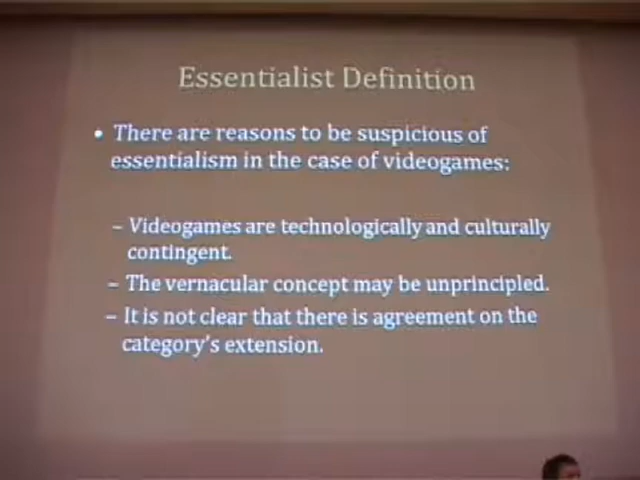 Essentialist Definition
• There are reasons to be suspicious of
essentialism in the case of videogames:
– Videogames are technologically and culturally
contingent.
– The vernacular concept may be unprincipled.
– It is not clear that there is agreement on the
category's extension.